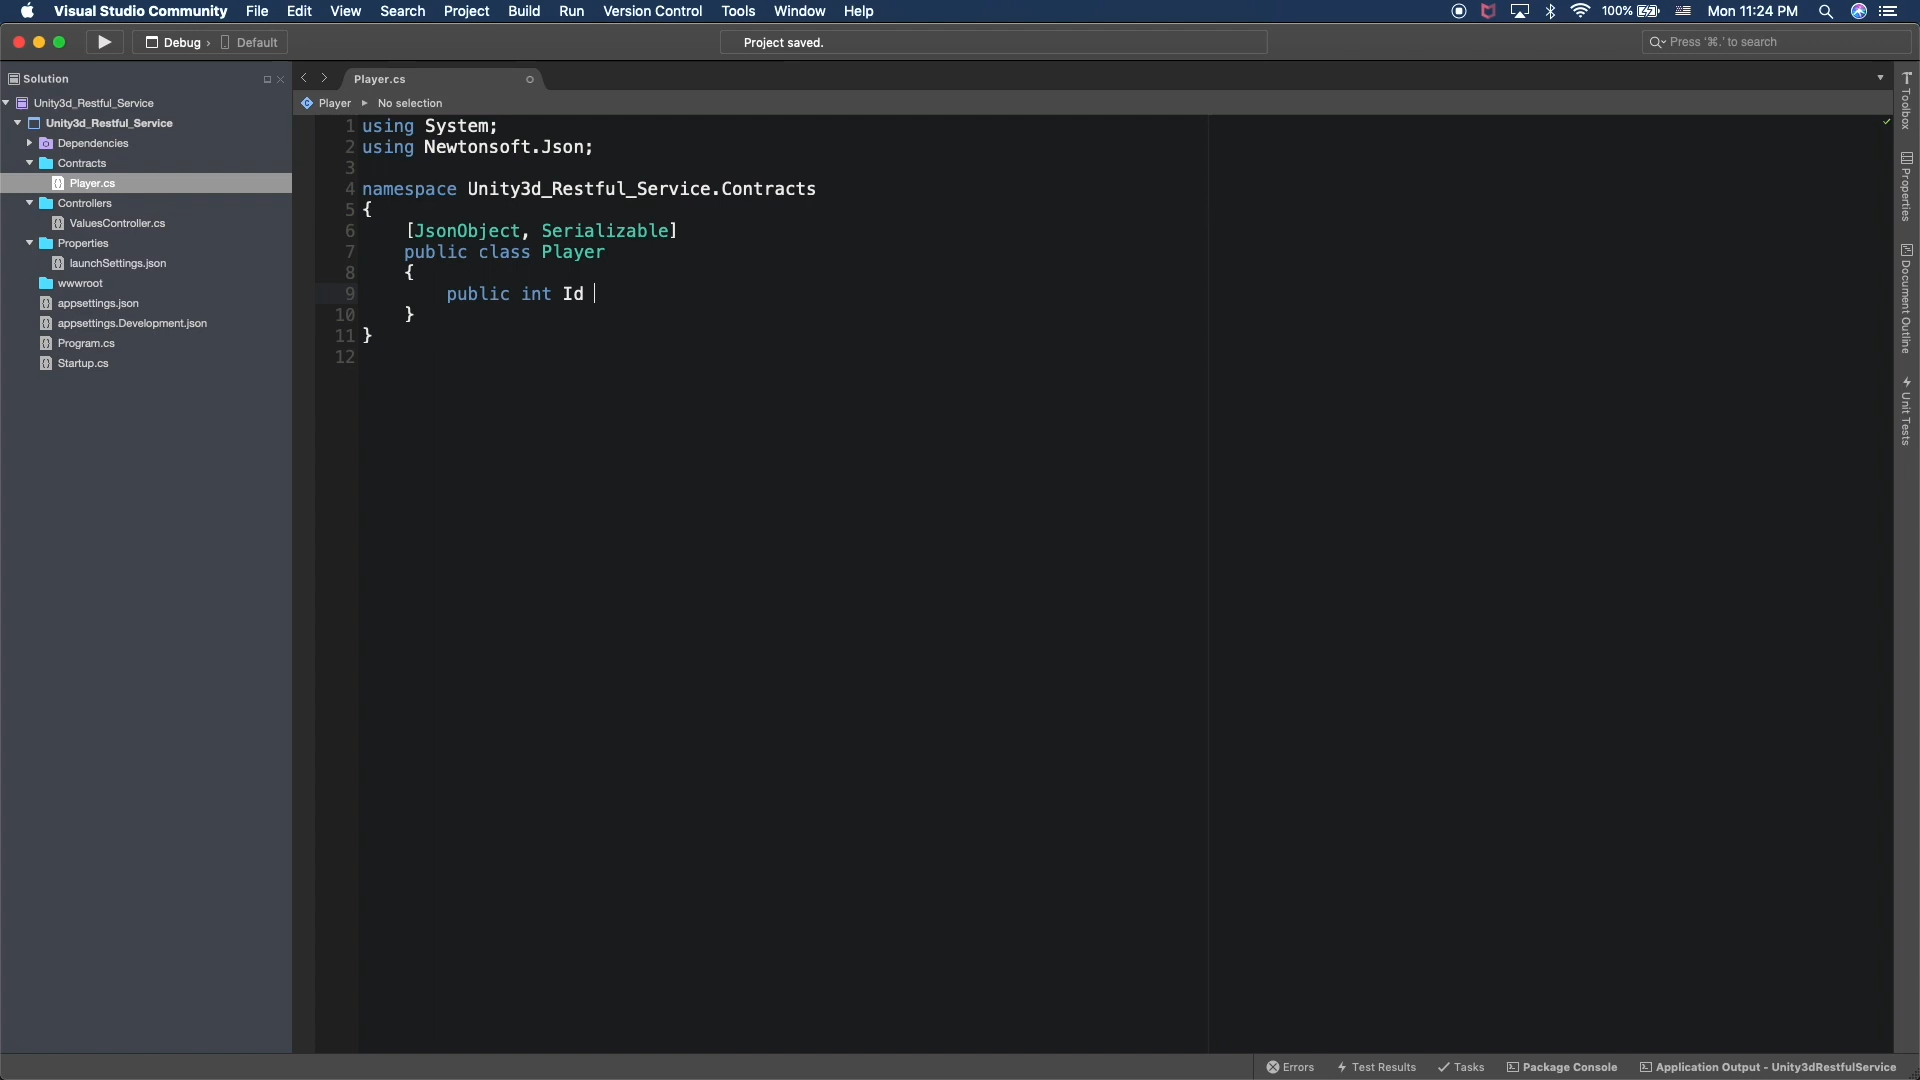 Visual Studio Community File Edit View Search Project Build Run Version Control Tools Window Help 100% Mon 11:24 PM
Debug › Default Project saved. Press '⌘.' to search
Solution
Unity3d_Restful_Service
Unity3d_Restful_Service
Dependencies
Contracts
Player.cs
Controllers
ValuesController.cs
Properties
launchSettings.json
wwwroot
appsettings.json
appsettings.Development.json
Program.cs
Startup.cs
Player.cs
Player No selection
1 using System;
2 using Newtonsoft.Json;
3
4 namespace Unity3d_Restful_Service.Contracts
5 {
6 [JsonObject, Serializable]
7 public class Player
8 {
9 public int Id
10 }
11 }
12
Toolbox
Properties
Document Outline
Unit Tests
Errors Test Results Tasks Package Console Application Output - Unity3dRestfulService